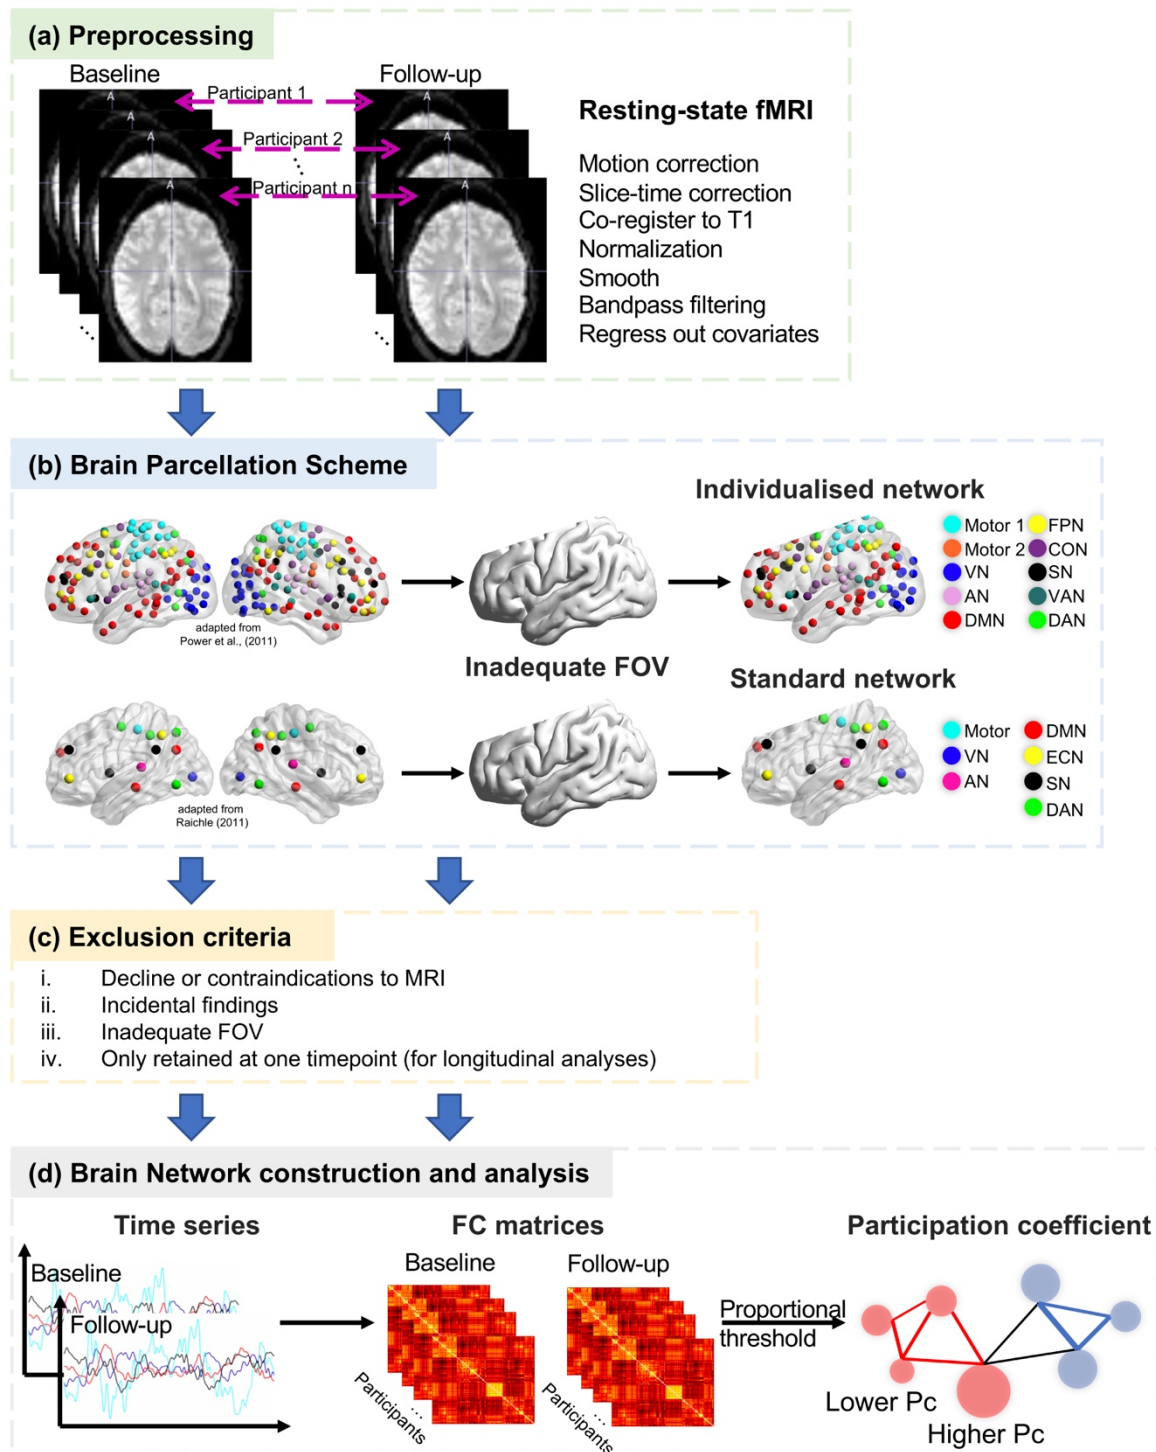 (a) Preprocessing
Baseline
Follow-up
A
A
Participant 1
Participant 2
Participant n
A
A
Resting-state fMRI
Motion correction
Slice-time correction
Co-register to T1
Normalization
Smooth
Bandpass filtering
Regress out covariates
(b) Brain Parcellation Scheme
Individualised network
adapted from
Power et al., (2011)
Motor 1
FPN
Motor 2
CON
VN
SN
AN
VAN
DMN
DAN
Inadequate FOV
Standard network
adapted from
Raichle (2011)
Motor
DMN
VN
ECN
AN
SN
DAN
(c) Exclusion criteria
i. Decline or contraindications to MRI
ii. Incidental findings
iii. Inadequate FOV
iv. Only retained at one timepoint (for longitudinal analyses)
(d) Brain Network construction and analysis
Time series
FC matrices
Participation coefficient
Baseline
Follow-up
Baseline
Follow-up
... Participants
... Participants
Proportional
threshold
Lower Pc
Higher Pc